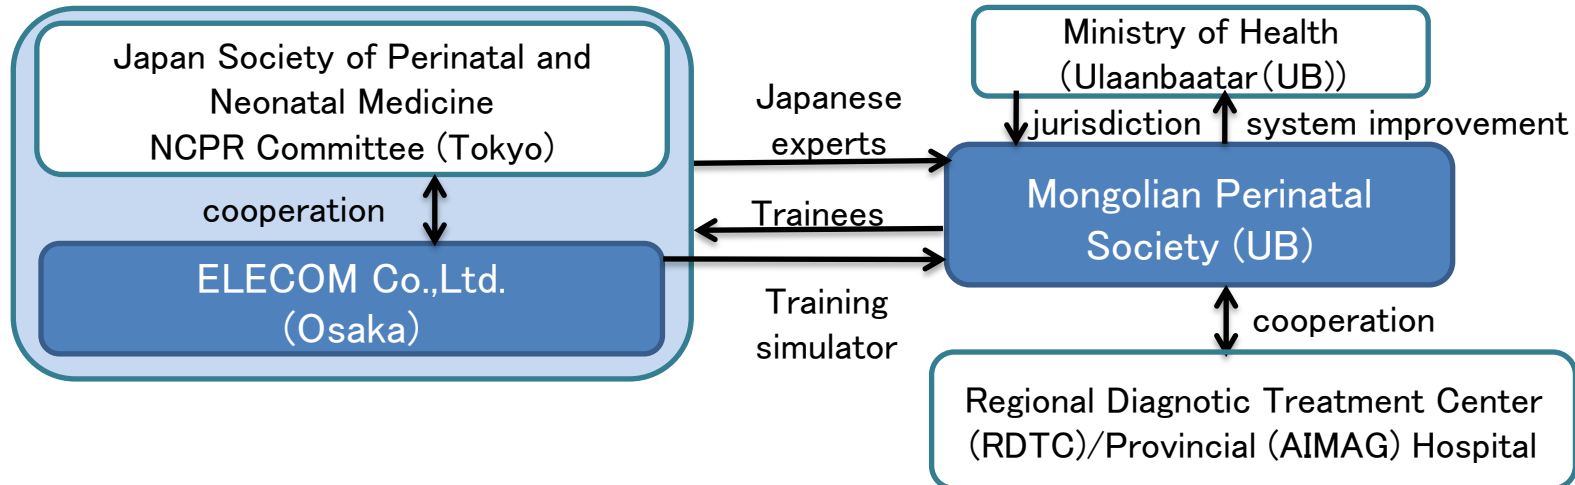 Japan Society of Perinatal and
Neonatal Medicine
NCPR Committee (Tokyo)
cooperation
ELECOM Co.,Ltd.
(Osaka)
Japanese
experts
Trainees
Training
simulator
Ministry of Health
(Ulaanbaatar(UB))
jurisdiction
system improvement
Mongolian Perinatal
Society (UB)
cooperation
Regional Diagnotic Treatment Center
(RDTC)/Provincial (AIMAG) Hospital